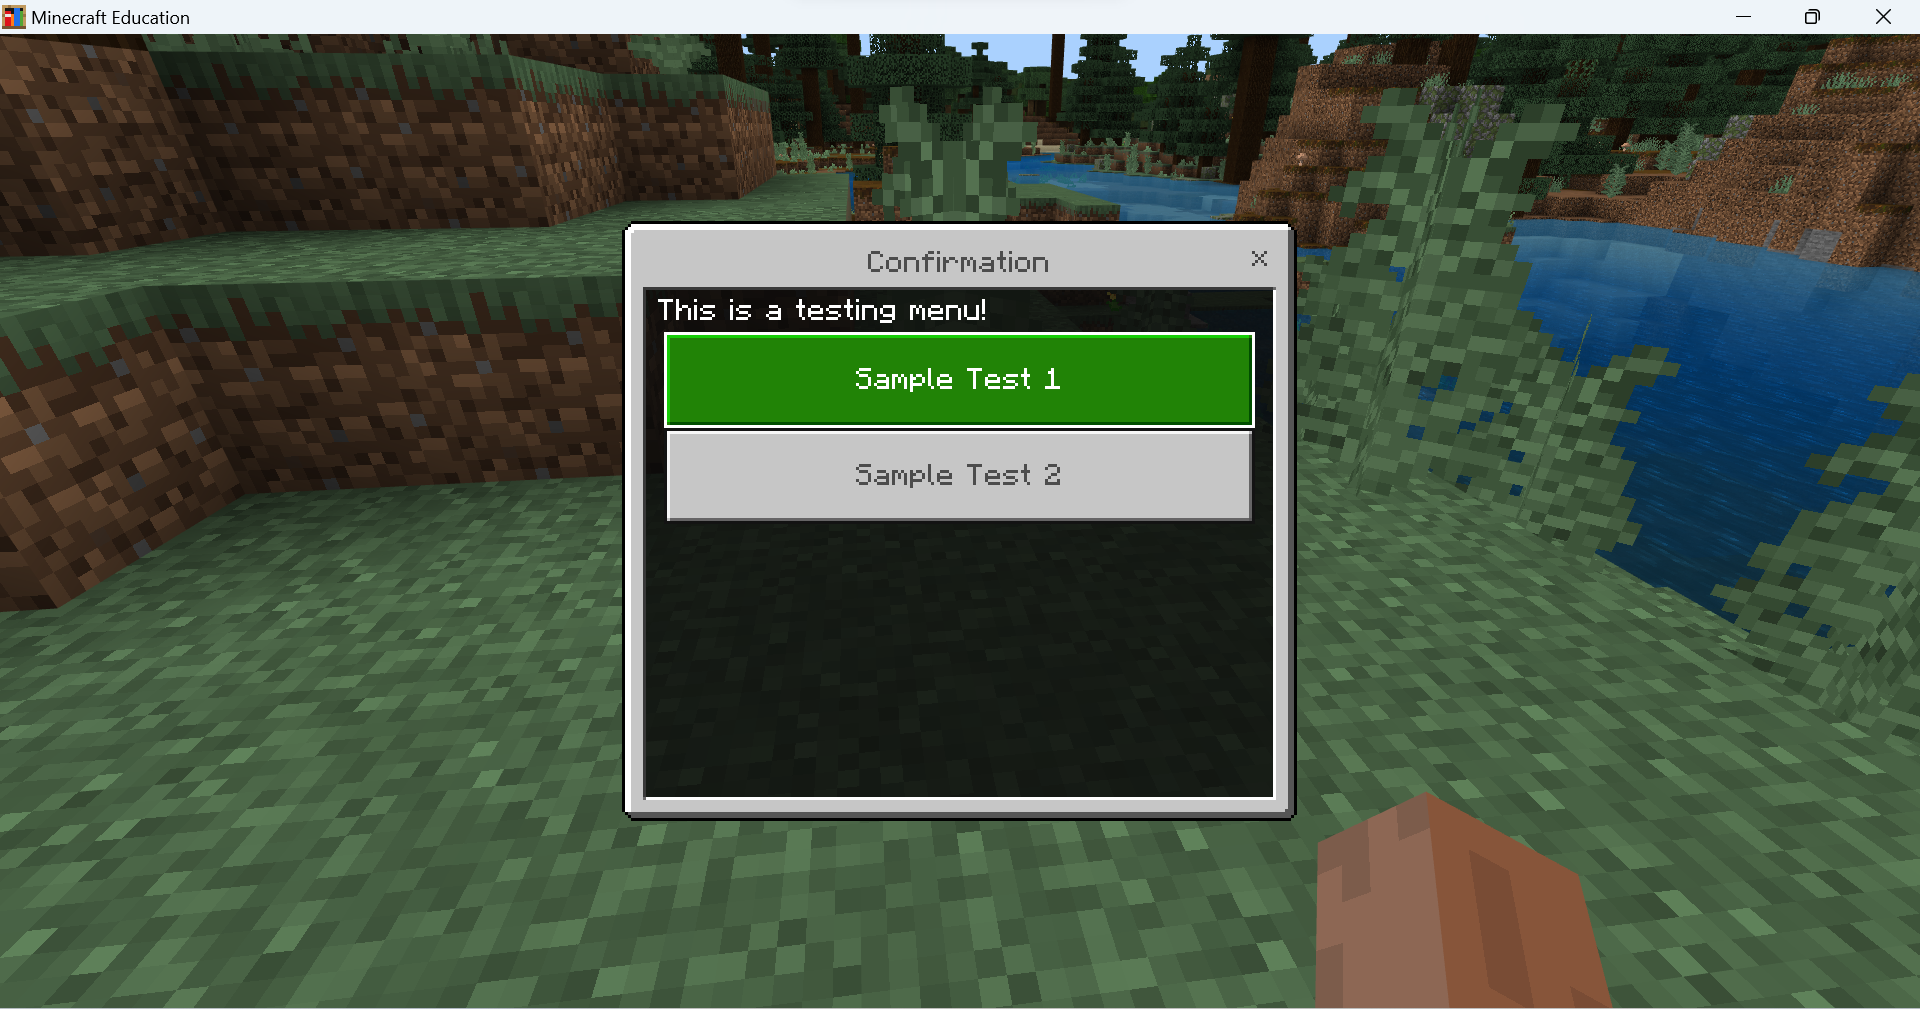 Minecraft Education
Confirmation
This is a testing menu!
Sample Test 1
Sample Test 2